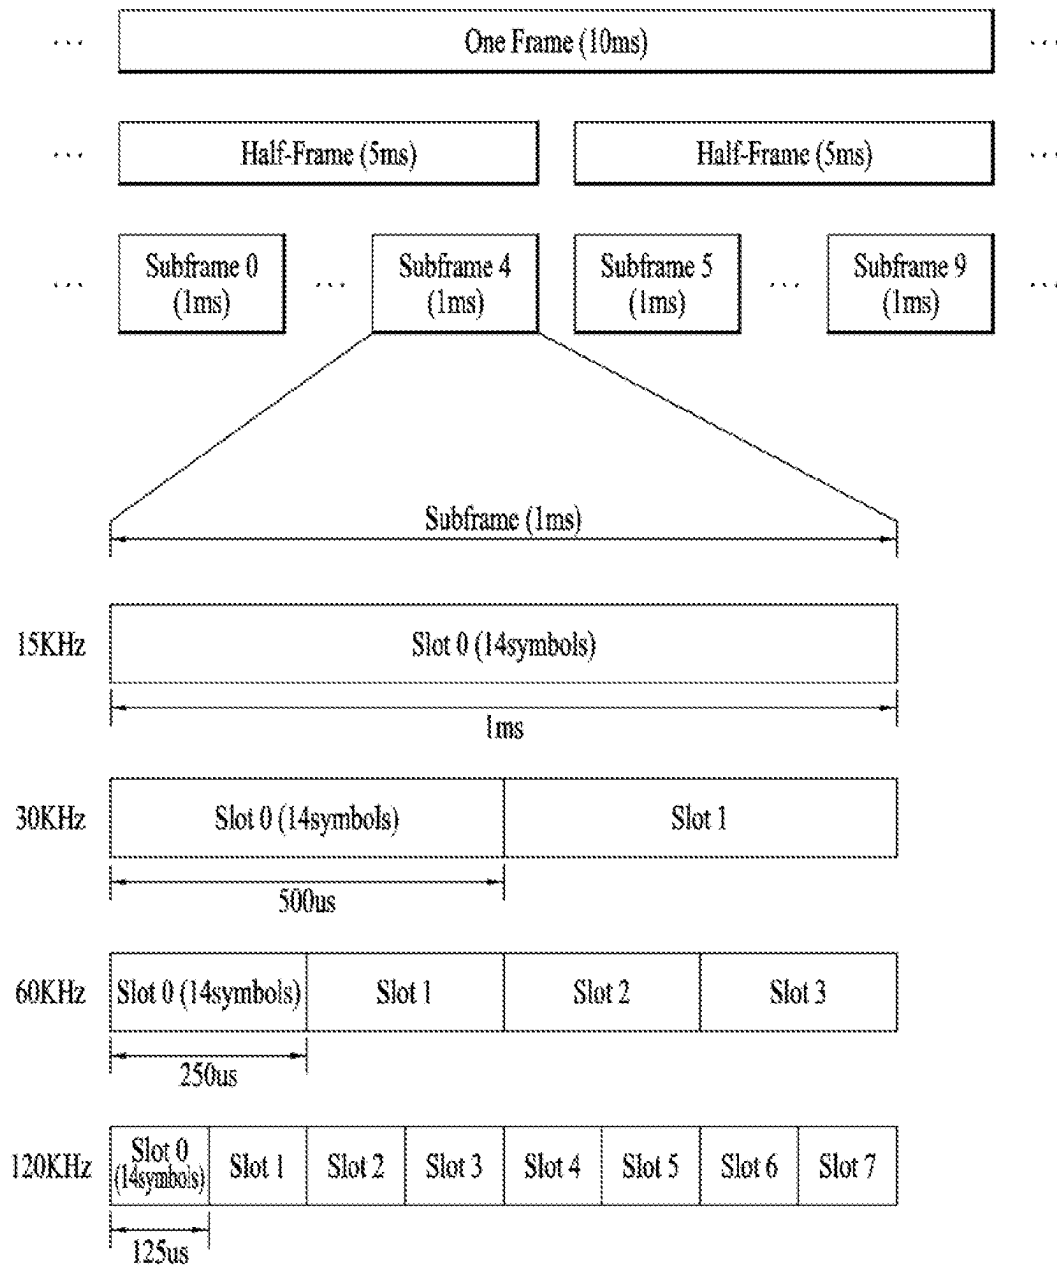 ... One Frame (10ms) ...
... Half-Frame (5ms) Half-Frame (5ms) ...
Subframe 0 Subframe 4 Subframe 5 Subframe 9
... (1ms) ... (1ms) (1ms) ... (1ms) ...
Subframe (1ms)
15KHz Slot 0 (14symbols)
1ms
30KHz Slot 0 (14symbols) Slot 1
500us
60KHz Slot 0 (14symbols) Slot 1 Slot 2 Slot 3
250us
120KHz Slot 0 (14symbols) Slot 1 Slot 2 Slot 3 Slot 4 Slot 5 Slot 6 Slot 7
125us